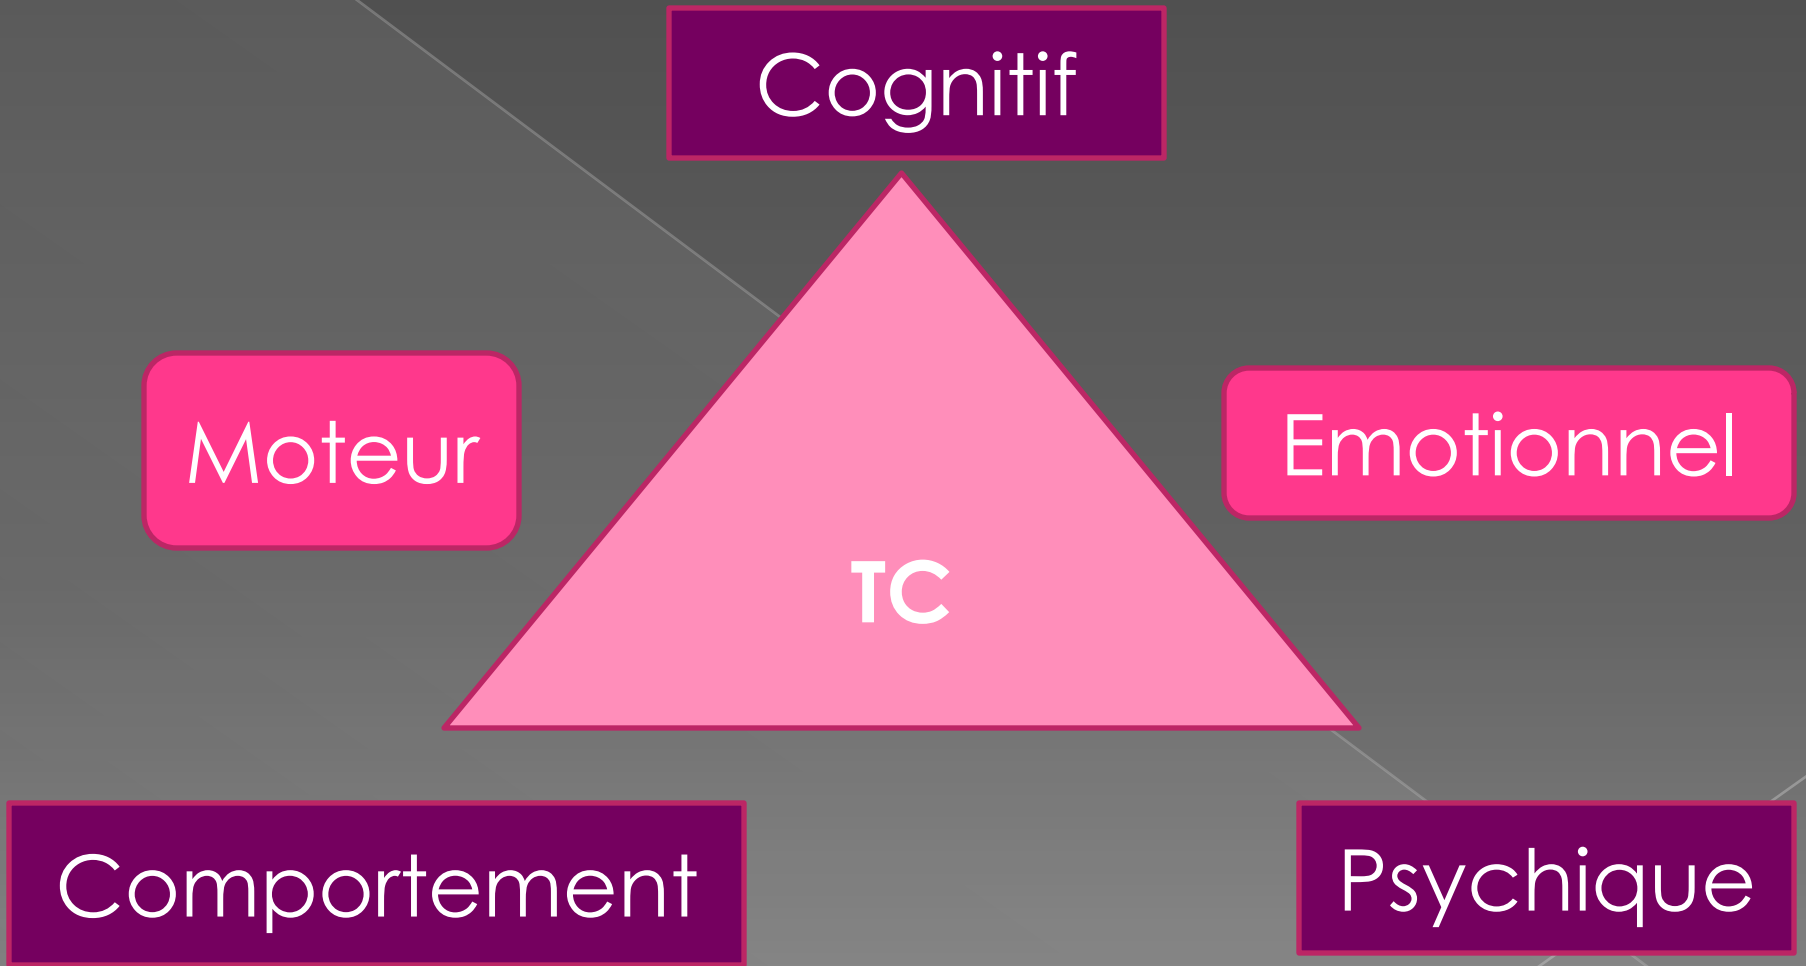 Cognitif
Moteur
Emotionnel
TC
Comportement
Psychique